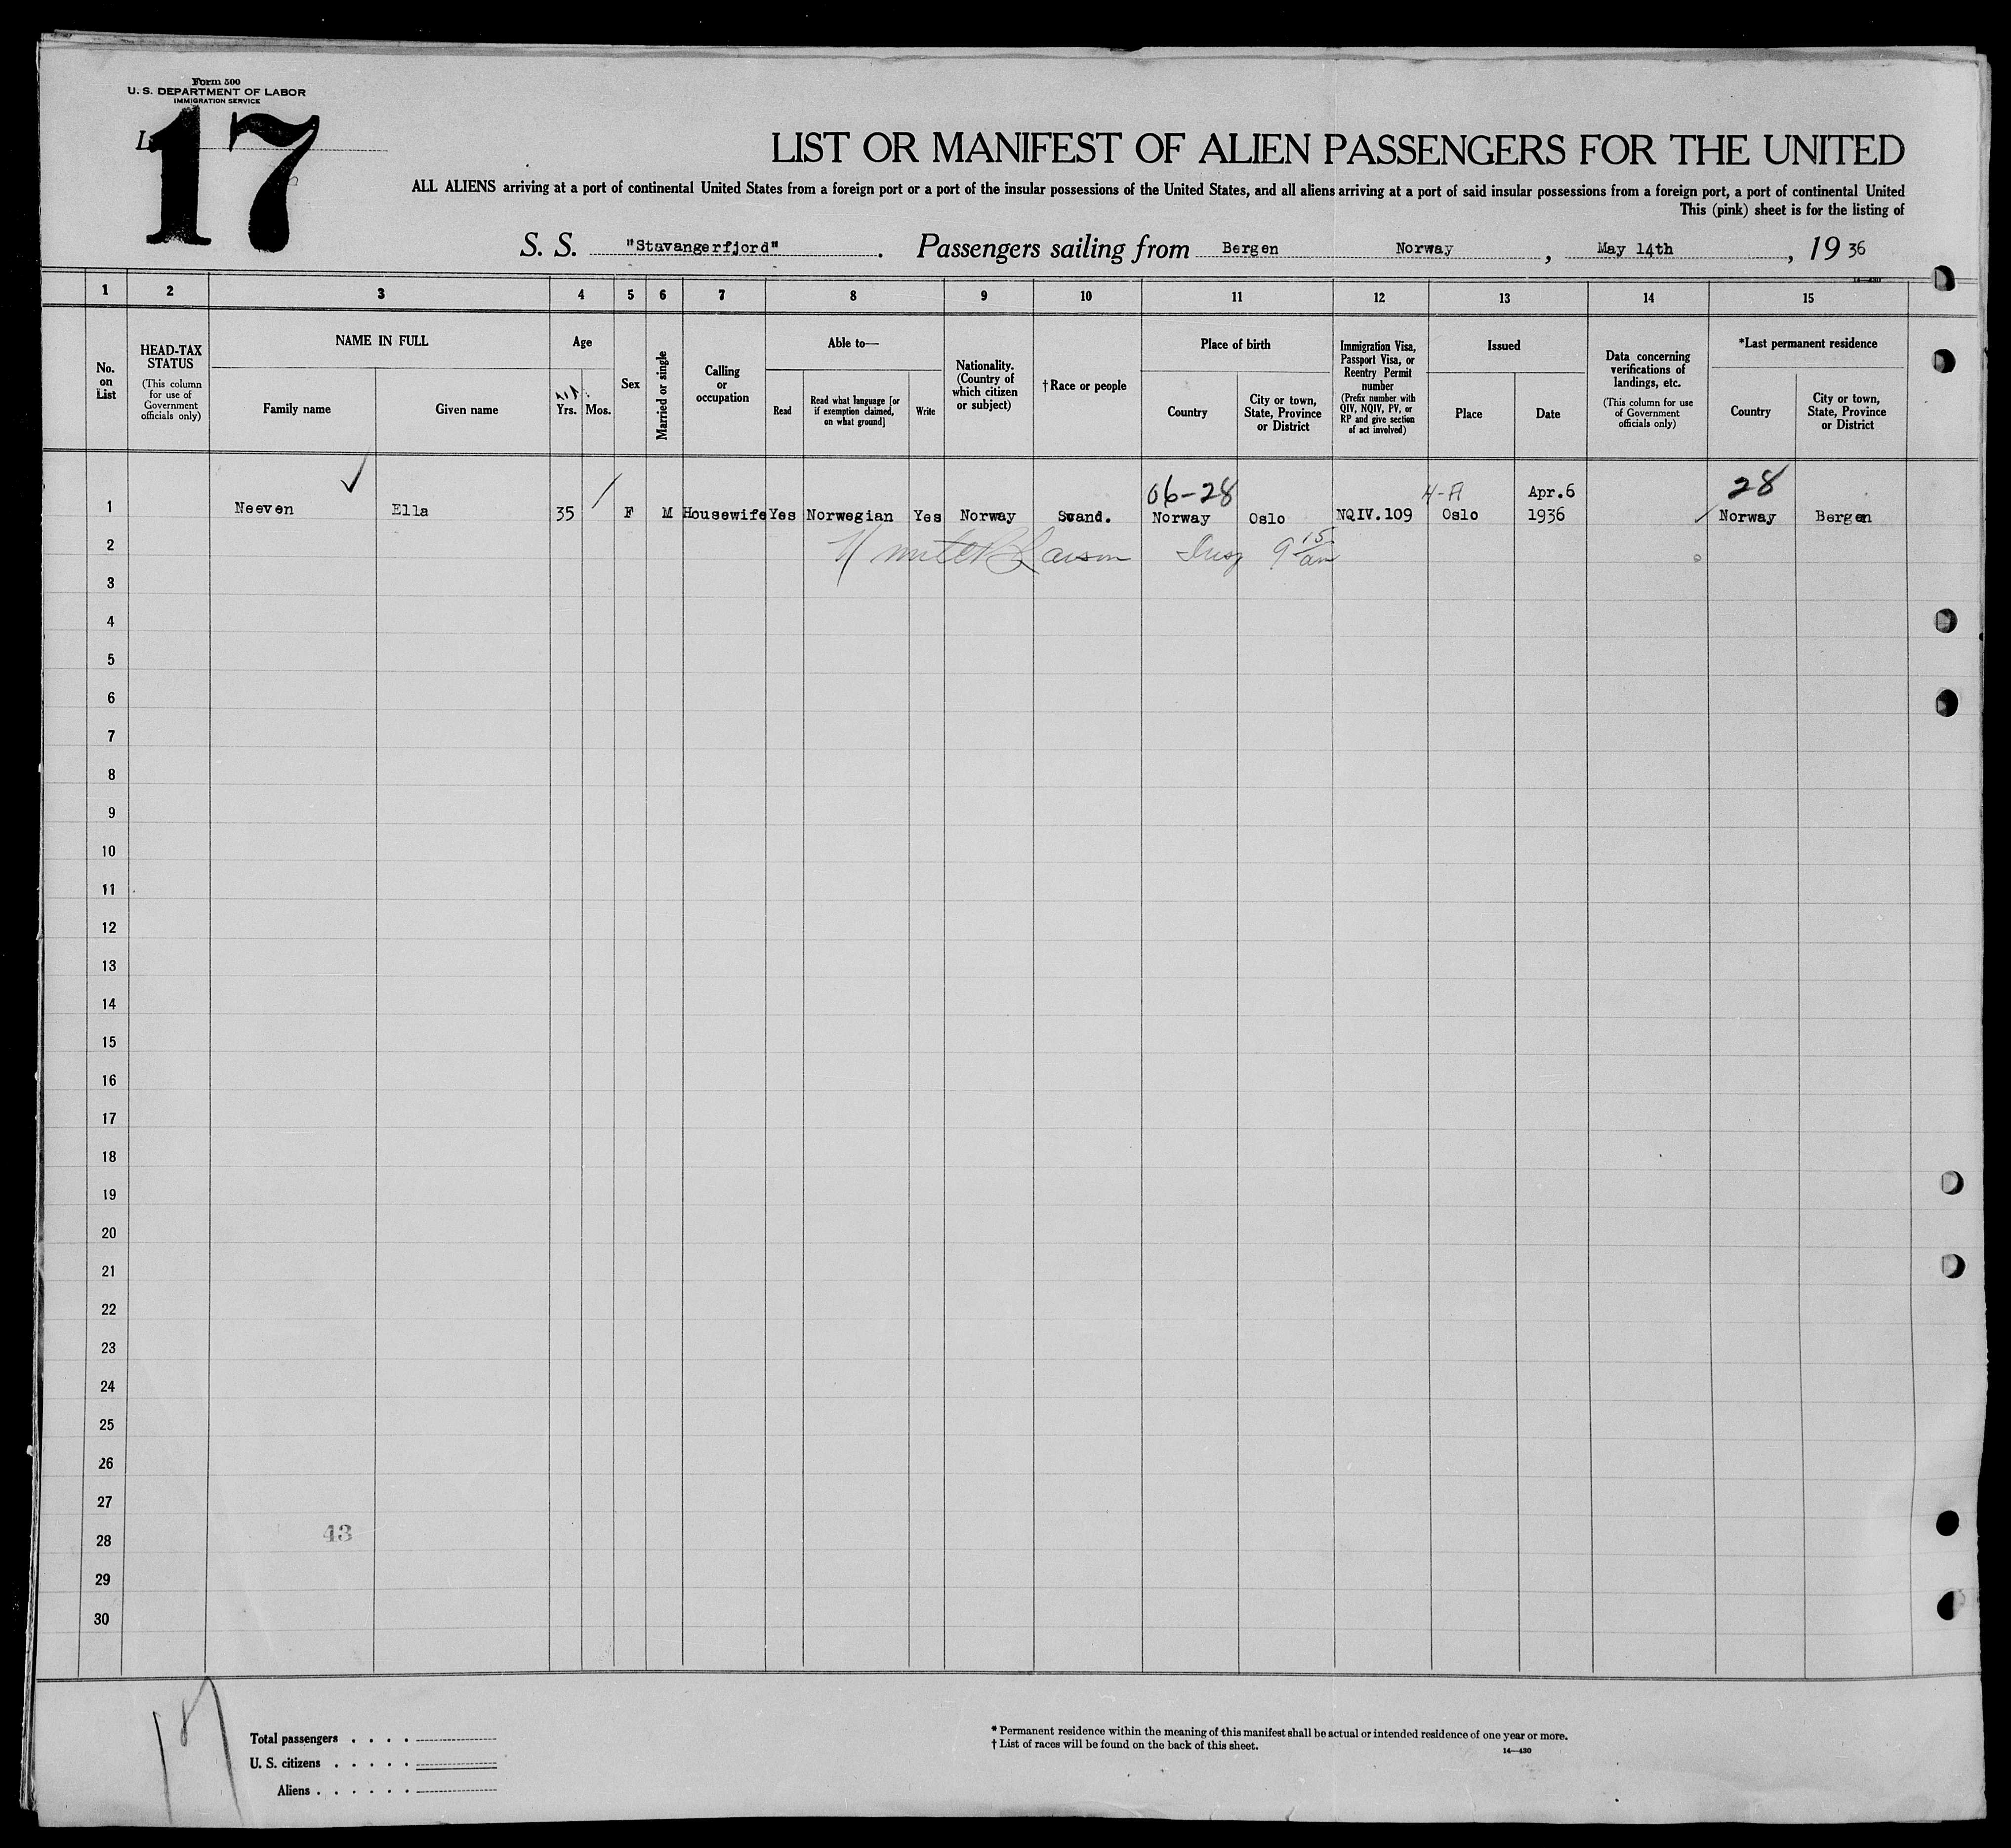 Form 500
U. S. DEPARTMENT OF LABOR
IMMIGRATION SERVICE
17
LIST OR MANIFEST OF ALIEN PASSENGERS FOR THE UNITED
ALL ALIENS arriving at a port of continental United States from a foreign port or a port of the insular possessions of the United States, and all aliens arriving at a port of said insular possessions from a foreign port, a port of continental United
This (pink) sheet is for the listing of
S. S. "Stavangerfjord". Passengers sailing from Bergen Norway, May 14th, 19 36
1 2 3 4 5 6 7 8 9 10 11 12 13 14 15
No. on List
HEAD-TAX STATUS
(This column for use of Government officials only)
NAME IN FULL
Family name
Given name
Age
Yrs. Mos.
Sex
Married or single
Calling or occupation
Able to—
Read
Read what language [or if exemption claimed, on what ground]
Write
Nationality. (Country of which citizen or subject)
† Race or people
Place of birth
Country
City or town, State, Province or District
Immigration Visa, Passport Visa, or Reentry Permit number
(Prefix number with QIV, NQIV, PV, or RP and give section of act involved)
Issued
Place
Date
Data concerning verifications of landings, etc.
(This column for use of Government officials only)
*Last permanent residence
Country
City or town, State, Province or District
06-28 4-A Apr.6 28
1 Neeven Ella 35 F M Housewife Yes Norwegian Yes Norway Scand. Norway Oslo NQIV.109 Oslo 1936 Norway Bergen
2 Larson Insp 9 15 am
3
4
5
6
7
8
9
10
11
12
13
14
15
16
17
18
19
20
21
22
23
24
25
26
27
43
28
29
30
Total passengers . . . .
U. S. citizens . . . . .
Aliens . . . . . .
* Permanent residence within the meaning of this manifest shall be actual or intended residence of one year or more.
† List of races will be found on the back of this sheet.
14—430